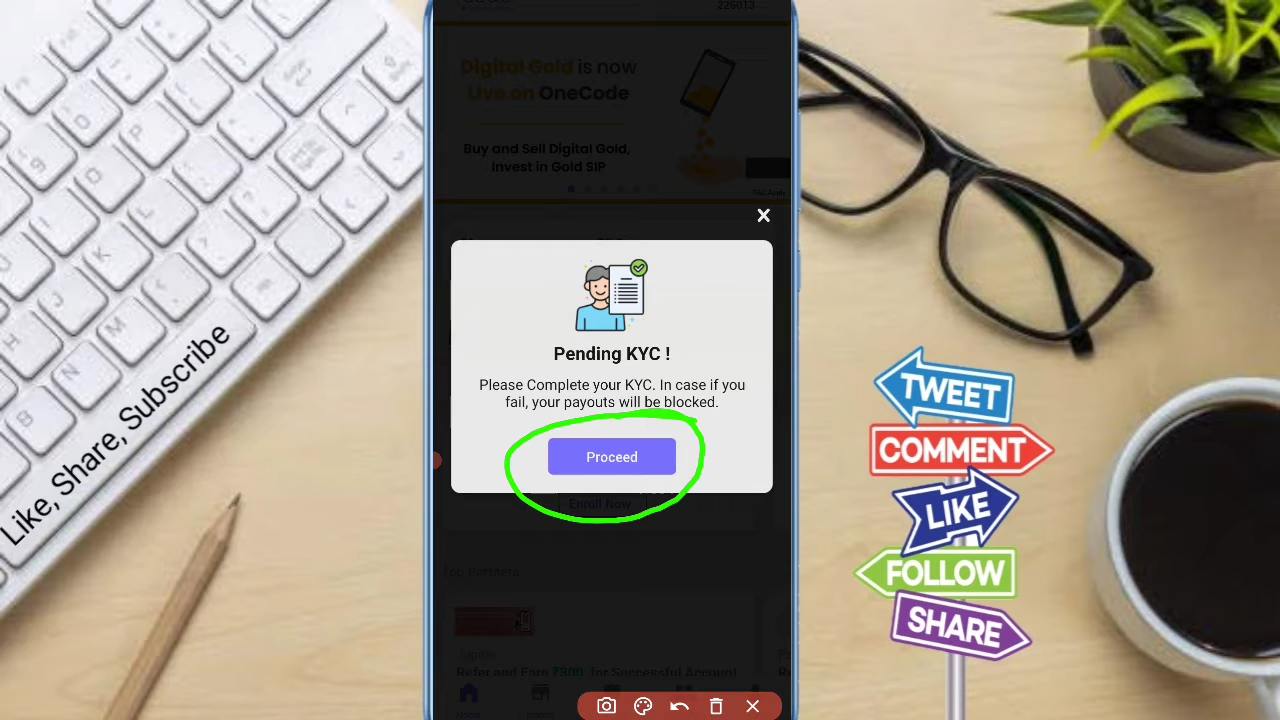 226013
Digital Gold is now
Live on OneCode
Buy and Sell Digital Gold,
Invest in Gold SIP
T&C Apply
Pending KYC !
Please Complete your KYC. In case if you
fail, your payouts will be blocked.
Proceed
Enroll Now
Top Partners
Refer and Earn ₹300 for Successful Account
Like, Share, Subscribe
TWEET
COMMENT
LIKE
FOLLOW
SHARE